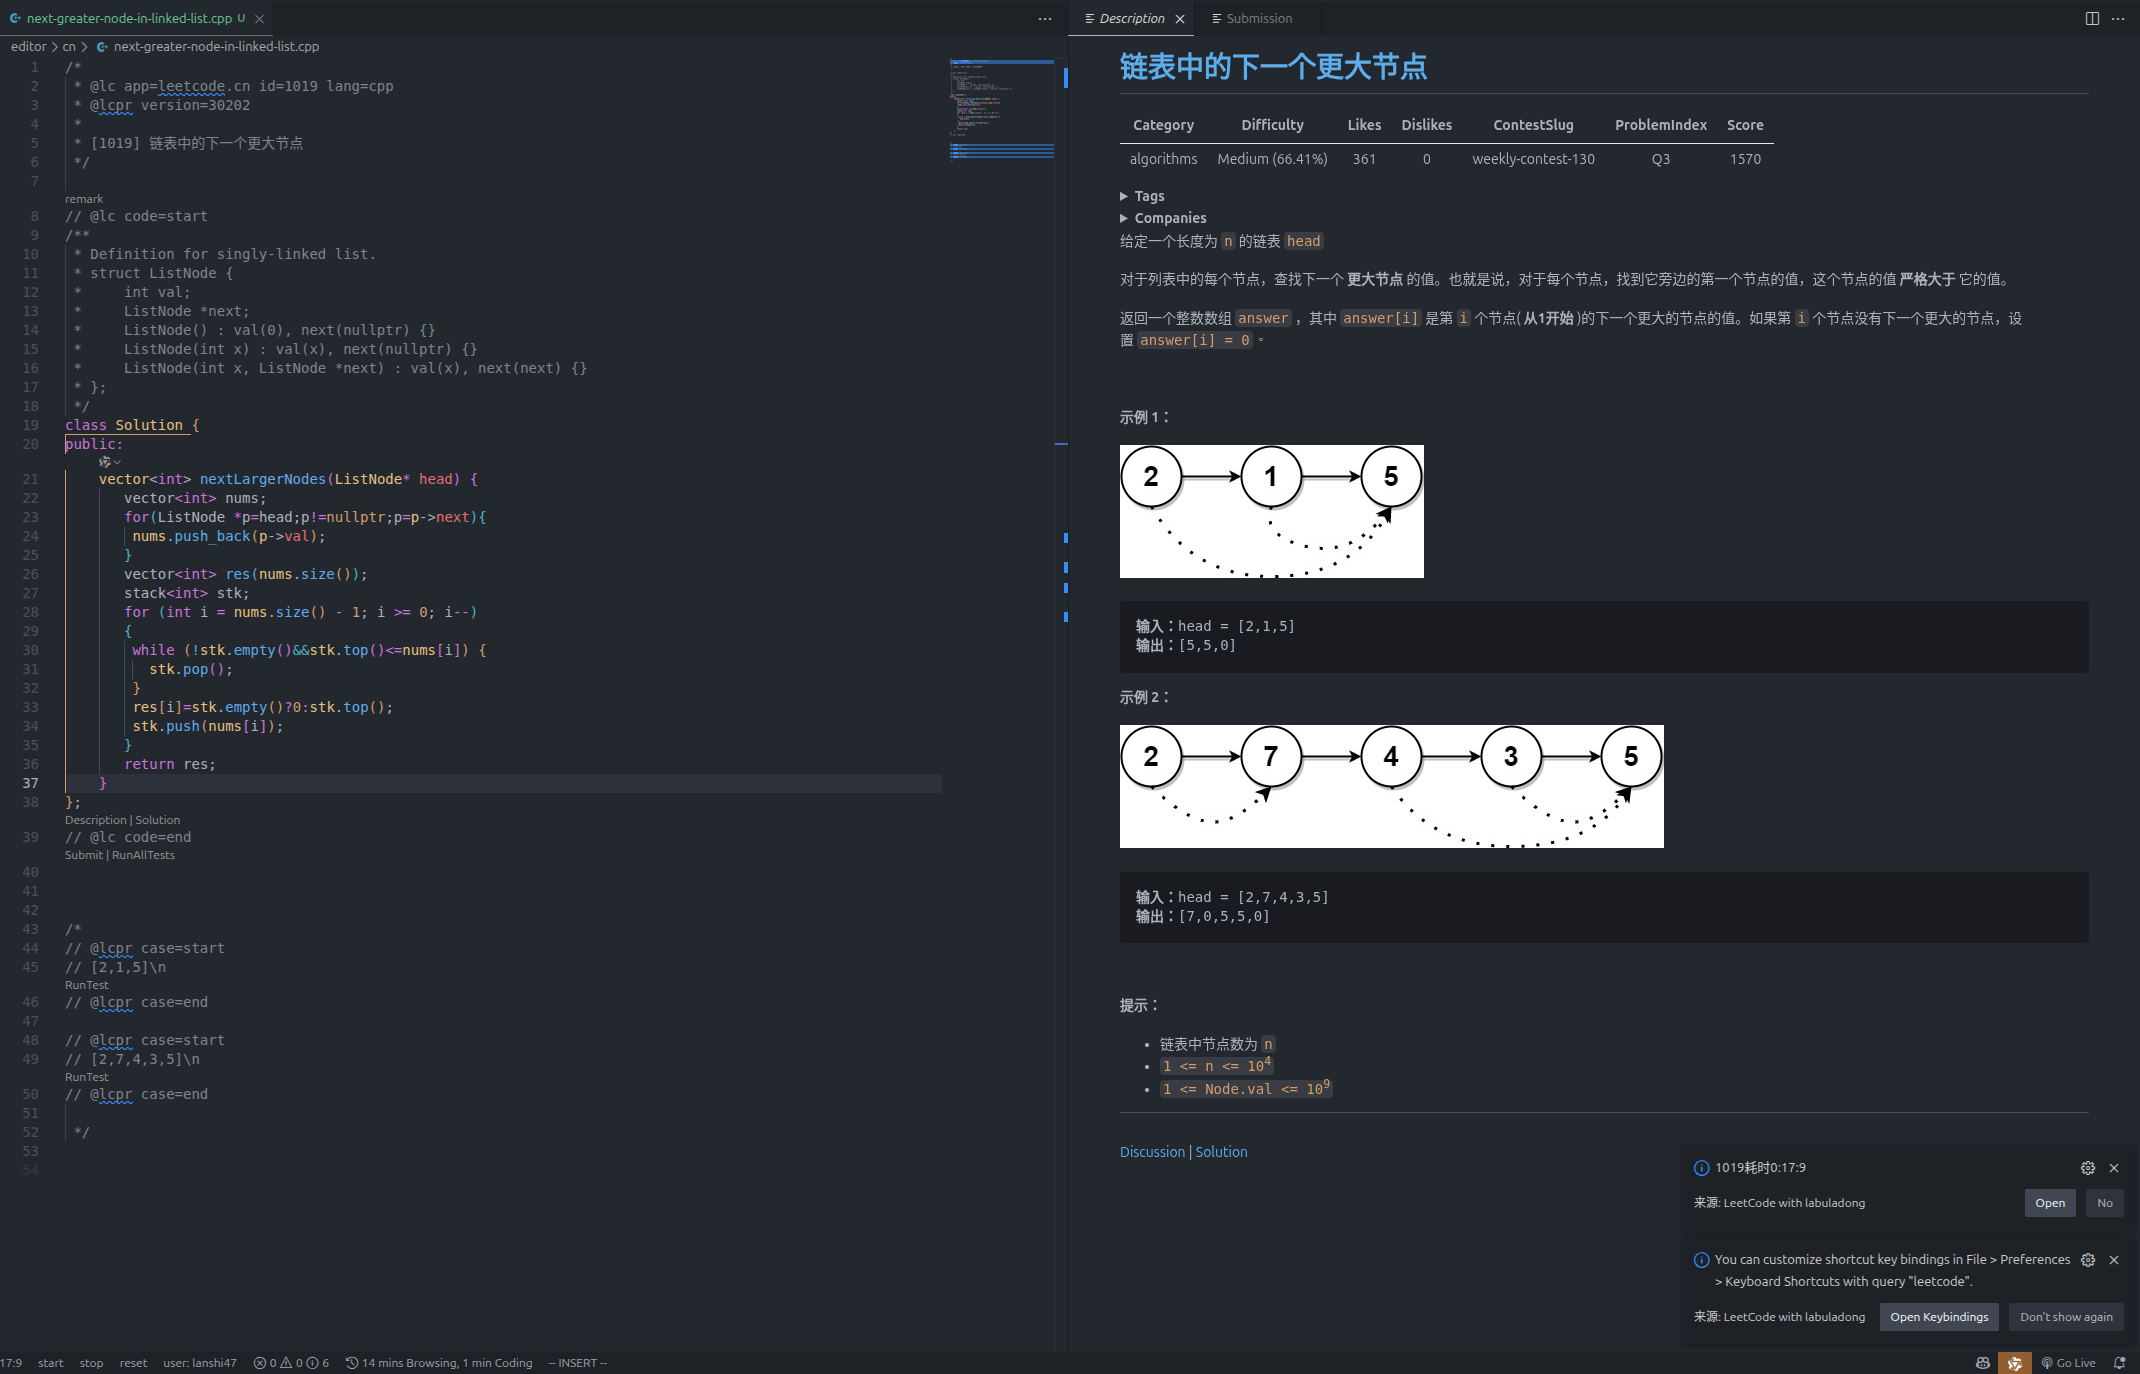 next-greater-node-in-linked-list.cpp U
editor > cn > next-greater-node-in-linked-list.cpp
1 /*
2 * @lc app=leetcode.cn id=1019 lang=cpp
3 * @lcpr version=30202
4 *
5 * [1019] 链表中的下一个更大节点
6 */
7
remark
8 // @lc code=start
9 /**
10 * Definition for singly-linked list.
11 * struct ListNode {
12 *     int val;
13 *     ListNode *next;
14 *     ListNode() : val(0), next(nullptr) {}
15 *     ListNode(int x) : val(x), next(nullptr) {}
16 *     ListNode(int x, ListNode *next) : val(x), next(next) {}
17 * };
18 */
19 class Solution {
20 public:
21 vector<int> nextLargerNodes(ListNode* head) {
22 vector<int> nums;
23 for(ListNode *p=head;p!=nullptr;p=p->next){
24 nums.push_back(p->val);
25 }
26 vector<int> res(nums.size());
27 stack<int> stk;
28 for (int i = nums.size() - 1; i >= 0; i--)
29 {
30 while (!stk.empty()&&stk.top()<=nums[i]) {
31 stk.pop();
32 }
33 res[i]=stk.empty()?0:stk.top();
34 stk.push(nums[i]);
35 }
36 return res;
37 }
38 };
Description | Solution
39 // @lc code=end
Submit | RunAllTests
40
41
42
43 /*
44 // @lcpr case=start
45 // [2,1,5]\n
RunTest
46 // @lcpr case=end
47
48 // @lcpr case=start
49 // [2,7,4,3,5]\n
RunTest
50 // @lcpr case=end
51
52 */
53
54
Description Submission
链表中的下一个更大节点
Category Difficulty Likes Dislikes ContestSlug ProblemIndex Score
algorithms Medium (66.41%) 361 0 weekly-contest-130 Q3 1570
Tags
Companies
给定一个长度为 n 的链表 head
对于列表中的每个节点，查找下一个 更大节点 的值。也就是说，对于每个节点，找到它旁边的第一个节点的值，这个节点的值 严格大于 它的值。
返回一个整数数组 answer ，其中 answer[i] 是第 i 个节点( 从1开始 )的下一个更大的节点的值。如果第 i 个节点没有下一个更大的节点，设
置 answer[i] = 0 。
示例 1：
2 1 5
输入：head = [2,1,5]
输出：[5,5,0]
示例 2：
2 7 4 3 5
输入：head = [2,7,4,3,5]
输出：[7,0,5,5,0]
提示：
链表中节点数为 n
1 <= n <= 10⁴
1 <= Node.val <= 10⁹
Discussion | Solution
1019耗时0:17:9
来源: LeetCode with labuladong Open No
You can customize shortcut key bindings in File > Preferences
> Keyboard Shortcuts with query "leetcode".
来源: LeetCode with labuladong Open Keybindings Don't show again
17:9 start stop reset user: lanshi47 0 0 6 14 mins Browsing, 1 min Coding -- INSERT -- Go Live